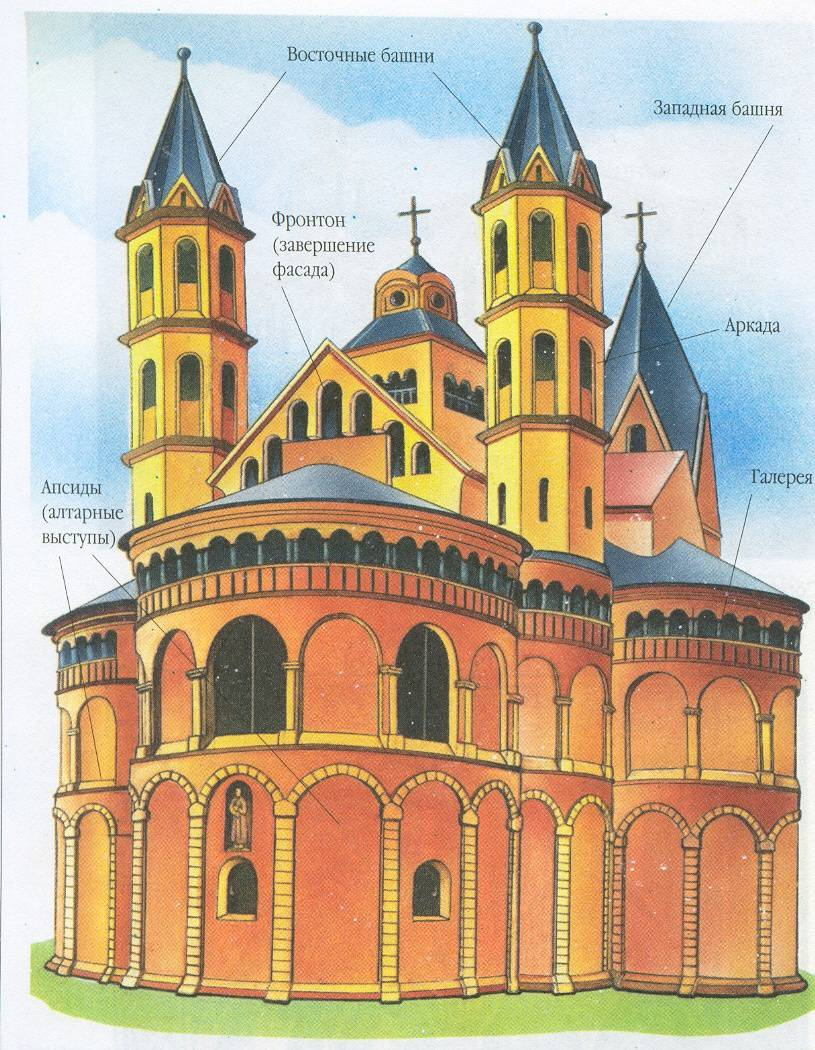 Восточные башни
Западная башня
Фронтон
(завершение
фасада)
Аркада
Галерея
Апсиды
(алтарные
выступы)